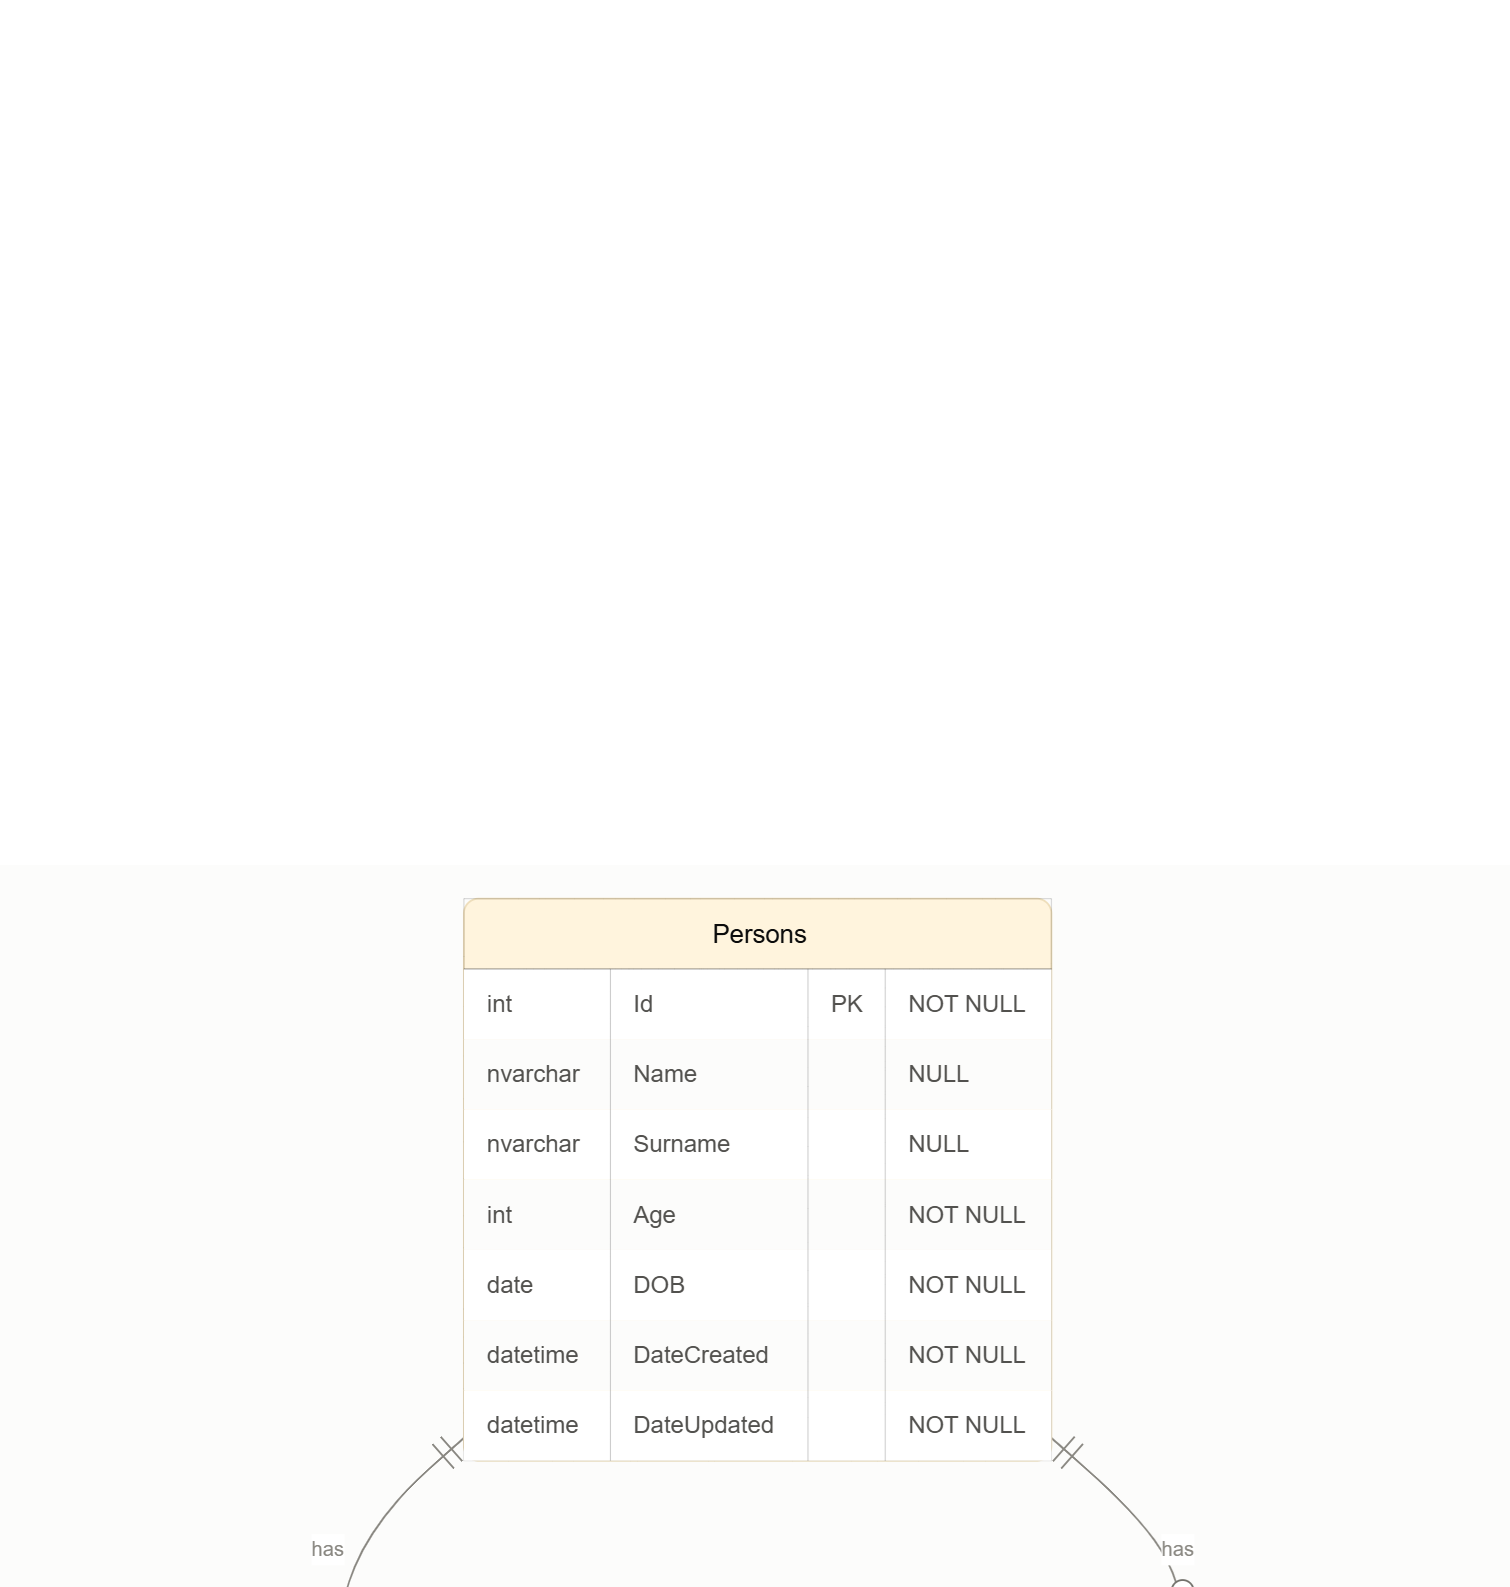 Persons
int Id PK NOT NULL
nvarchar Name NULL
nvarchar Surname NULL
int Age NOT NULL
date DOB NOT NULL
datetime DateCreated NOT NULL
datetime DateUpdated NOT NULL
has has